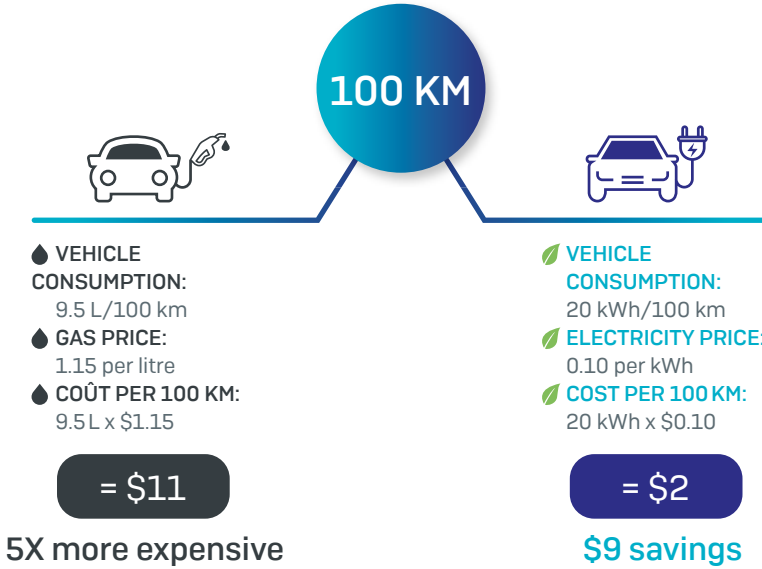 100 KM
VEHICLE
CONSUMPTION:
9.5 L/100 km
GAS PRICE:
1.15 per litre
COÛT PER 100 KM:
9.5 L x $1.15
= $11
5X more expensive
VEHICLE
CONSUMPTION:
20 kWh/100 km
ELECTRICITY PRICE:
0.10 per kWh
COST PER 100 KM:
20 kWh x $0.10
= $2
$9 savings